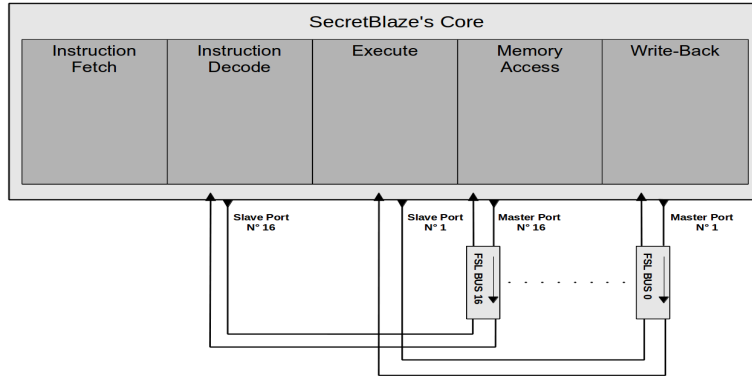 SecretBlaze's Core
Instruction
Fetch
Instruction
Decode
Execute
Memory
Access
Write-Back
Slave Port
N° 16
Slave Port
N° 1
Master Port
N° 16
Master Port
N° 1
FSL BUS 16
FSL BUS 0